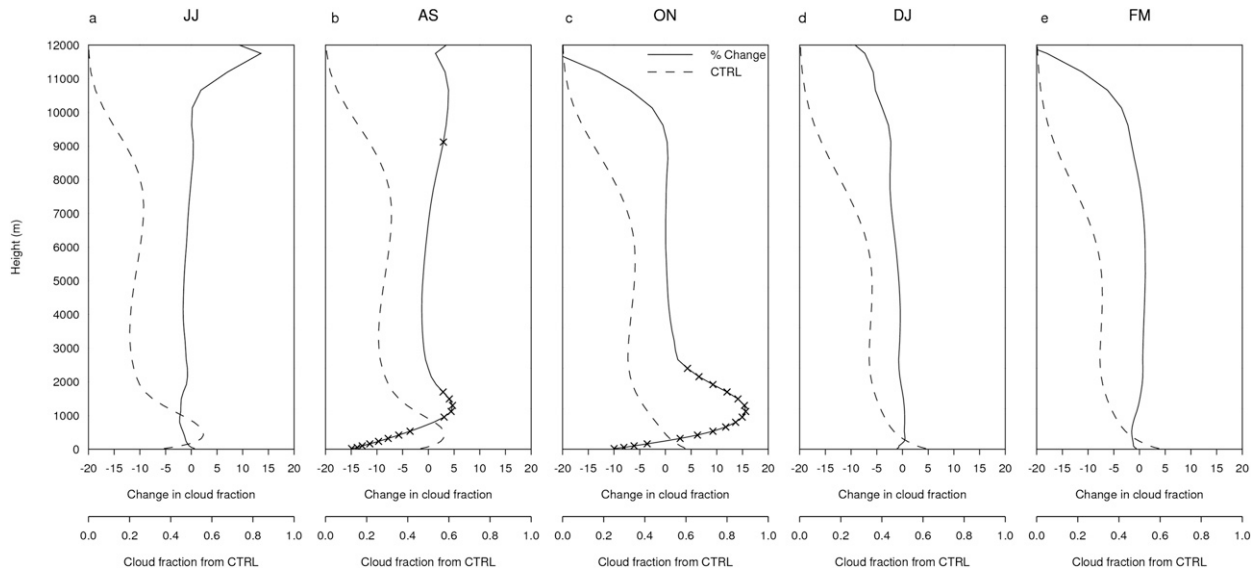 a JJ b AS c ON d DJ e FM
12000
11000
10000
9000
8000
7000
6000
5000
4000
3000
2000
1000
0
Height (m)
% Change
CTRL
-20 -15 -10 -5 0 5 10 15 20 -20 -15 -10 -5 0 5 10 15 20 -20 -15 -10 -5 0 5 10 15 20 -20 -15 -10 -5 0 5 10 15 20 -20 -15 -10 -5 0 5 10 15 20
Change in cloud fraction Change in cloud fraction Change in cloud fraction Change in cloud fraction Change in cloud fraction
0.0 0.2 0.4 0.6 0.8 1.0 0.0 0.2 0.4 0.6 0.8 1.0 0.0 0.2 0.4 0.6 0.8 1.0 0.0 0.2 0.4 0.6 0.8 1.0 0.0 0.2 0.4 0.6 0.8 1.0
Cloud fraction from CTRL Cloud fraction from CTRL Cloud fraction from CTRL Cloud fraction from CTRL Cloud fraction from CTRL